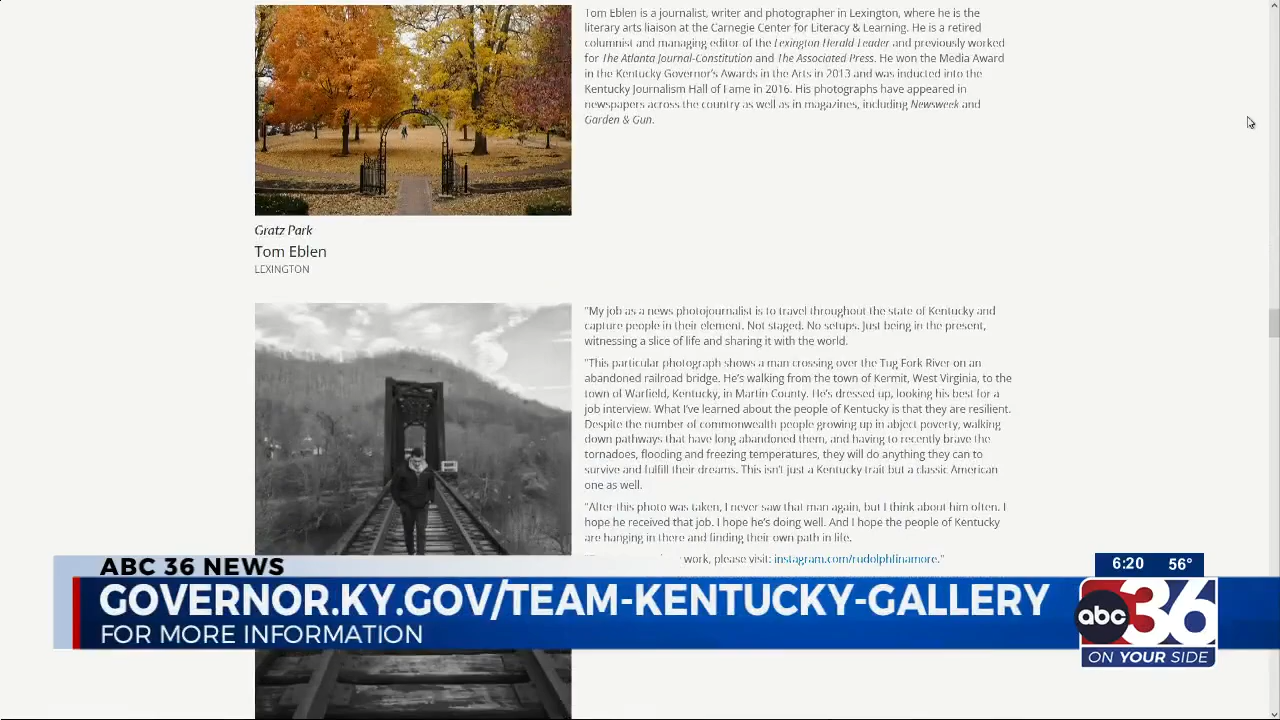 Tom Eblen is a journalist, writer and photographer in Lexington, where he is the
literary arts liaison at the Carnegie Center for Literacy & Learning. He is a retired
columnist and managing editor of the Lexington Herald-Leader and previously worked
for The Atlanta Journal-Constitution and The Associated Press. He won the Media Award
in the Kentucky Governor's Awards in the Arts in 2013 and was inducted into the
Kentucky Journalism Hall of Fame in 2016. His photographs have appeared in
newspapers across the country as well as in magazines, including Newsweek and
Garden & Gun.
Gratz Park
Tom Eblen
LEXINGTON
"My job as a news photojournalist is to travel throughout the state of Kentucky and
capture people in their element. Not staged. No setups. Just being in the present,
witnessing a slice of life and sharing it with the world.
"This particular photograph shows a man crossing over the Tug Fork River on an
abandoned railroad bridge. He's walking from the town of Kermit, West Virginia, to the
town of Warfield, Kentucky, in Martin County. He's dressed up, looking his best for a
job interview. What I've learned about the people of Kentucky is that they are resilient.
Despite the number of commonwealth people growing up in abject poverty, walking
down pathways that have long abandoned them, and having to recently brave the
tornadoes, flooding and freezing temperatures, they will do anything they can to
survive and fulfill their dreams. This isn't just a Kentucky trait but a classic American
one as well.
"After this photo was taken, I never saw that man again, but I think about him often. I
he received that job. I hope he's doing well. And I the people of Kentucky
are hanging in there and finding their own path in life.
work, please visit: instagram.com/rudolphfinamore."
ABC 36 NEWS
GOVERNOR.KY.GOV/TEAM-KENTUCKY-GALLERY
FOR MORE INFORMATION
6:20 56°
abc 36
ON YOUR SIDE